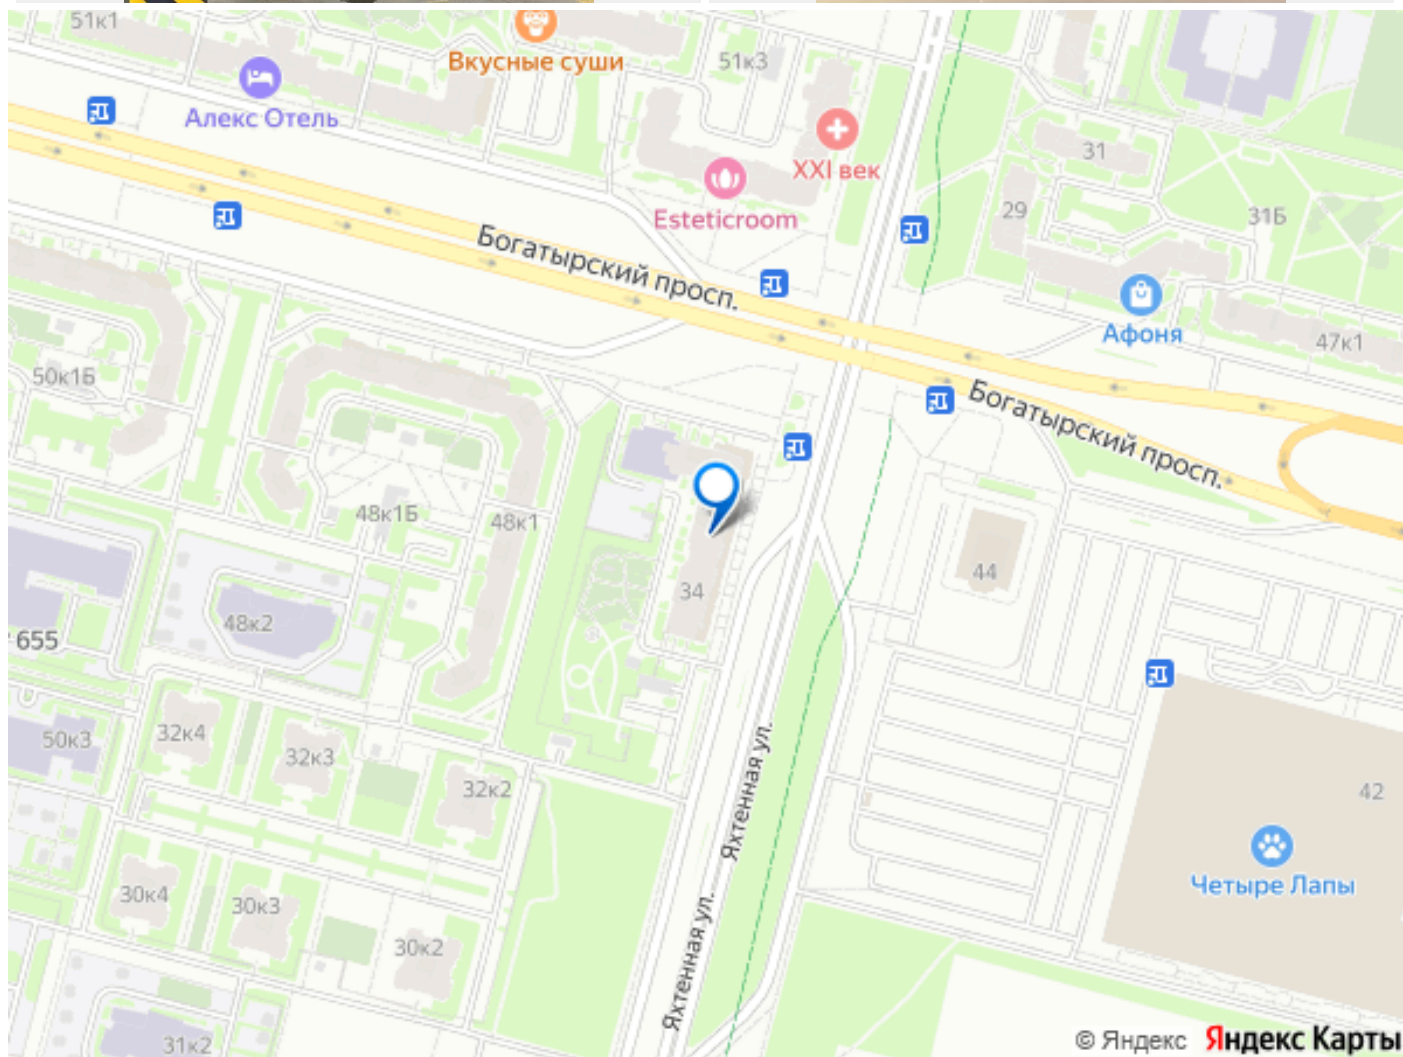 51к1
Вкусные суши
51к3
Алекс Отель
XXI век
31
Esteticroom
29
31Б
Богатырский просп.
Афоня
47к1
50к1Б
Богатырский просп.
48к1Б
48к1
44
34
48к2
655
50к3
32к4
32к3
32к2
Яхтенная ул.
42
Четыре Лапы
30к4
30к3
30к2
Яхтенная ул.
31к2
© Яндекс Яндекс Карты